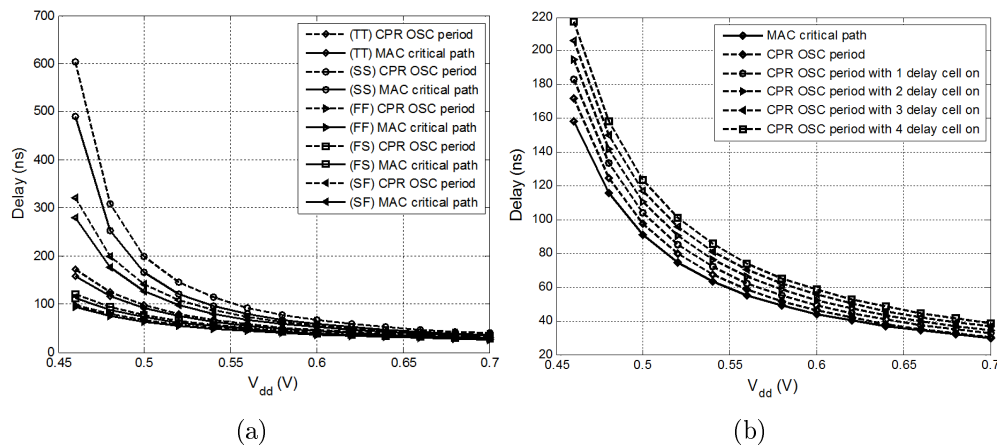 700
600
500
400
300
200
100
0
Delay (ns)
0.45
0.5
0.55
0.6
0.65
0.7
Vdd (V)
(TT) CPR OSC period
(TT) MAC critical path
(SS) CPR OSC period
(SS) MAC critical path
(FF) CPR OSC period
(FF) MAC critical path
(FS) CPR OSC period
(FS) MAC critical path
(SF) CPR OSC period
(SF) MAC critical path
(a)
220
200
180
160
140
120
100
80
60
40
20
Delay (ns)
0.45
0.5
0.55
0.6
0.65
0.7
Vdd (V)
MAC critical path
CPR OSC period
CPR OSC period with 1 delay cell on
CPR OSC period with 2 delay cell on
CPR OSC period with 3 delay cell on
CPR OSC period with 4 delay cell on
(b)